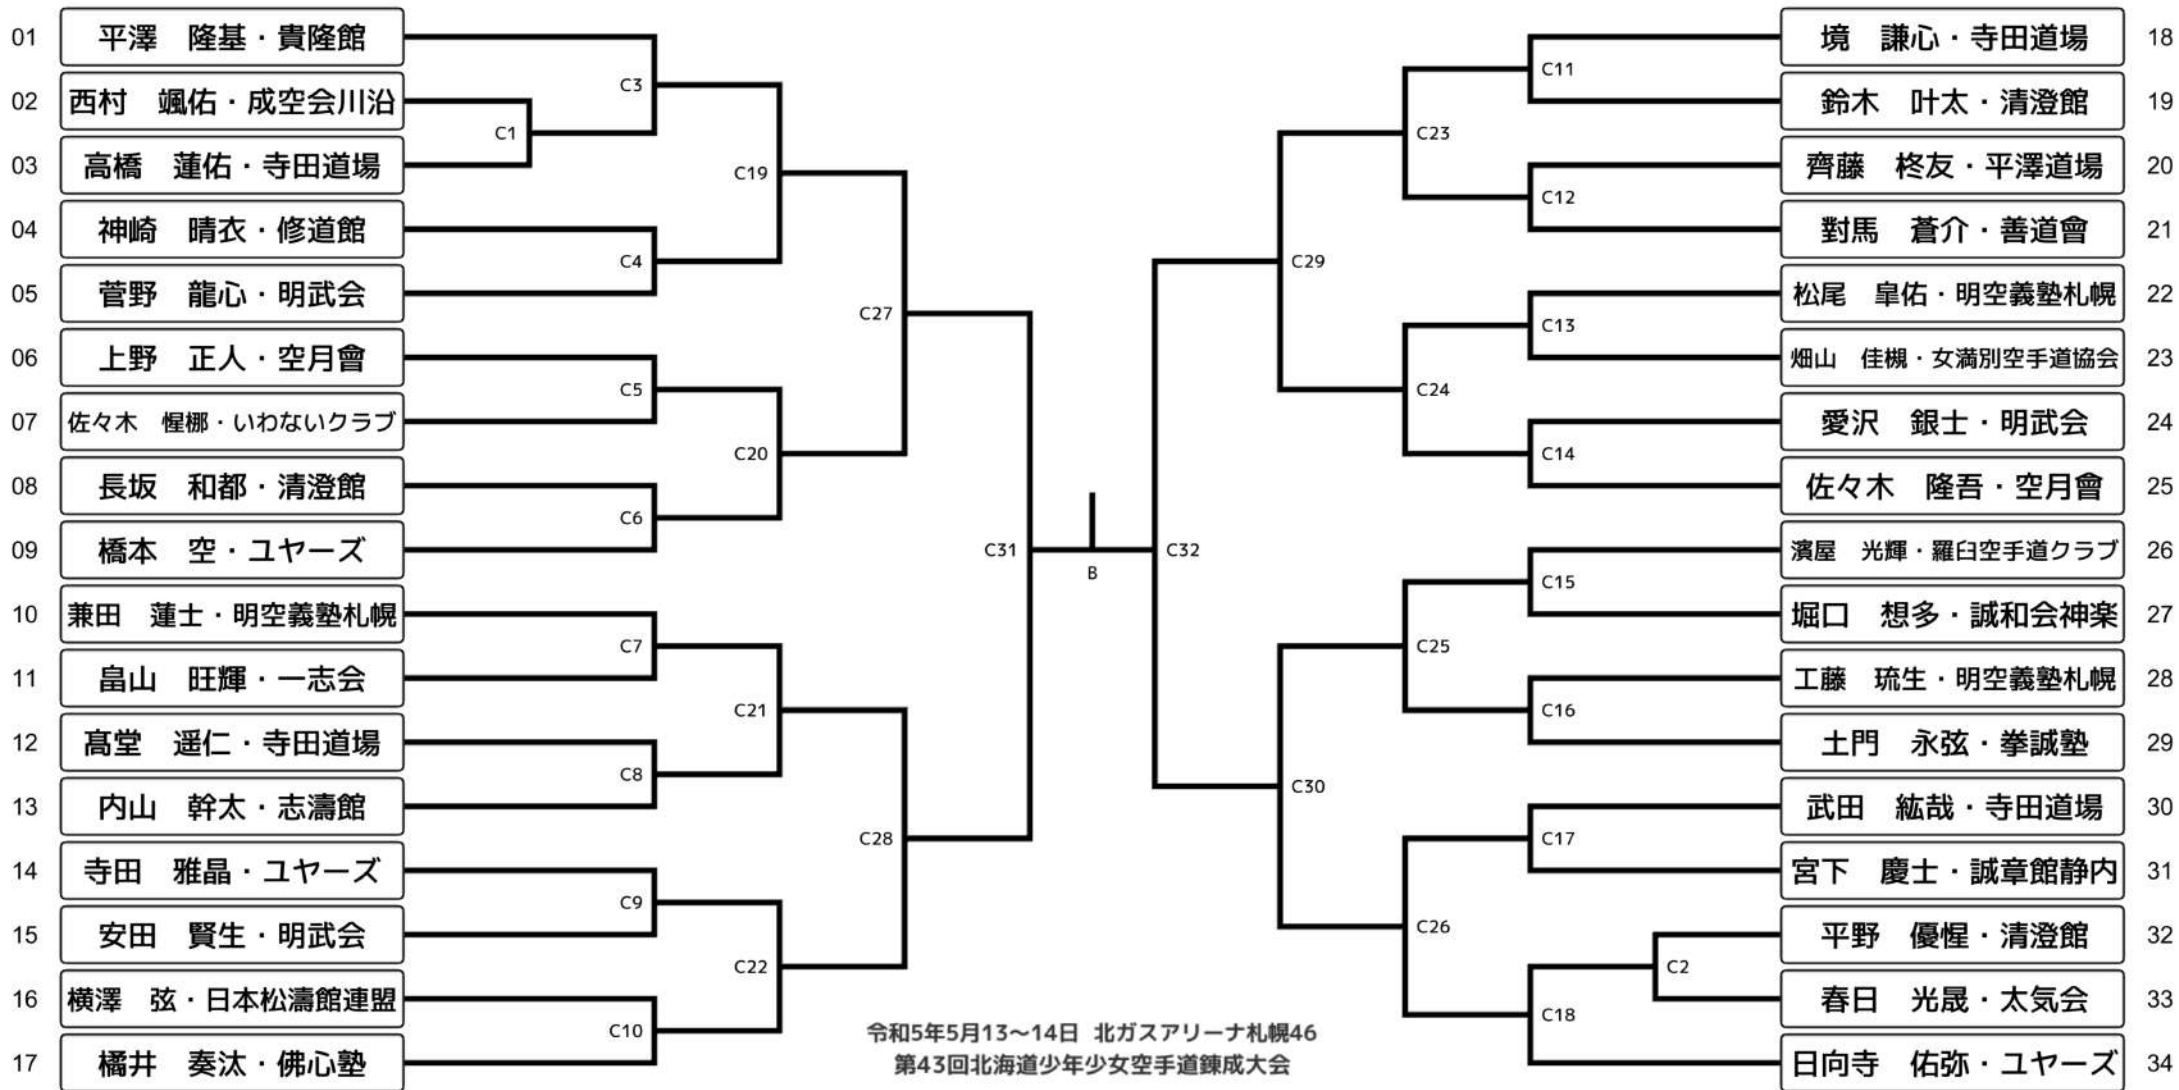 01 平澤　隆基・貴隆館
02 西村　颯佑・成空会川沿
03 高橋　蓮佑・寺田道場
04 神崎　晴衣・修道館
05 菅野　龍心・明武会
06 上野　正人・空月會
07 佐々木　惺梛・いわないクラブ
08 長坂　和都・清澄館
09 橋本　空・ユヤーズ
10 兼田　蓮士・明空義塾札幌
11 畠山　旺輝・一志会
12 髙堂　遥仁・寺田道場
13 内山　幹太・志濤館
14 寺田　雅晶・ユヤーズ
15 安田　賢生・明武会
16 横澤　弦・日本松濤館連盟
17 橘井　奏汰・佛心塾
C1
C3
C4
C5
C6
C7
C8
C9
C10
C19
C20
C21
C22
C27
C28
C31
B
C32
C29
C30
C23
C24
C25
C26
C11
C12
C13
C14
C15
C16
C17
C18
C2
境　謙心・寺田道場 18
鈴木　叶太・清澄館 19
齊藤　柊友・平澤道場 20
對馬　蒼介・善道會 21
松尾　皐佑・明空義塾札幌 22
畑山　佳槻・女満別空手道協会 23
愛沢　銀士・明武会 24
佐々木　隆吾・空月會 25
濱屋　光輝・羅臼空手道クラブ 26
堀口　想多・誠和会神楽 27
工藤　琉生・明空義塾札幌 28
土門　永弦・拳誠塾 29
武田　紘哉・寺田道場 30
宮下　慶士・誠章館静内 31
平野　優惺・清澄館 32
春日　光晟・太気会 33
日向寺　佑弥・ユヤーズ 34
令和5年5月13〜14日 北ガスアリーナ札幌46
第43回北海道少年少女空手道錬成大会